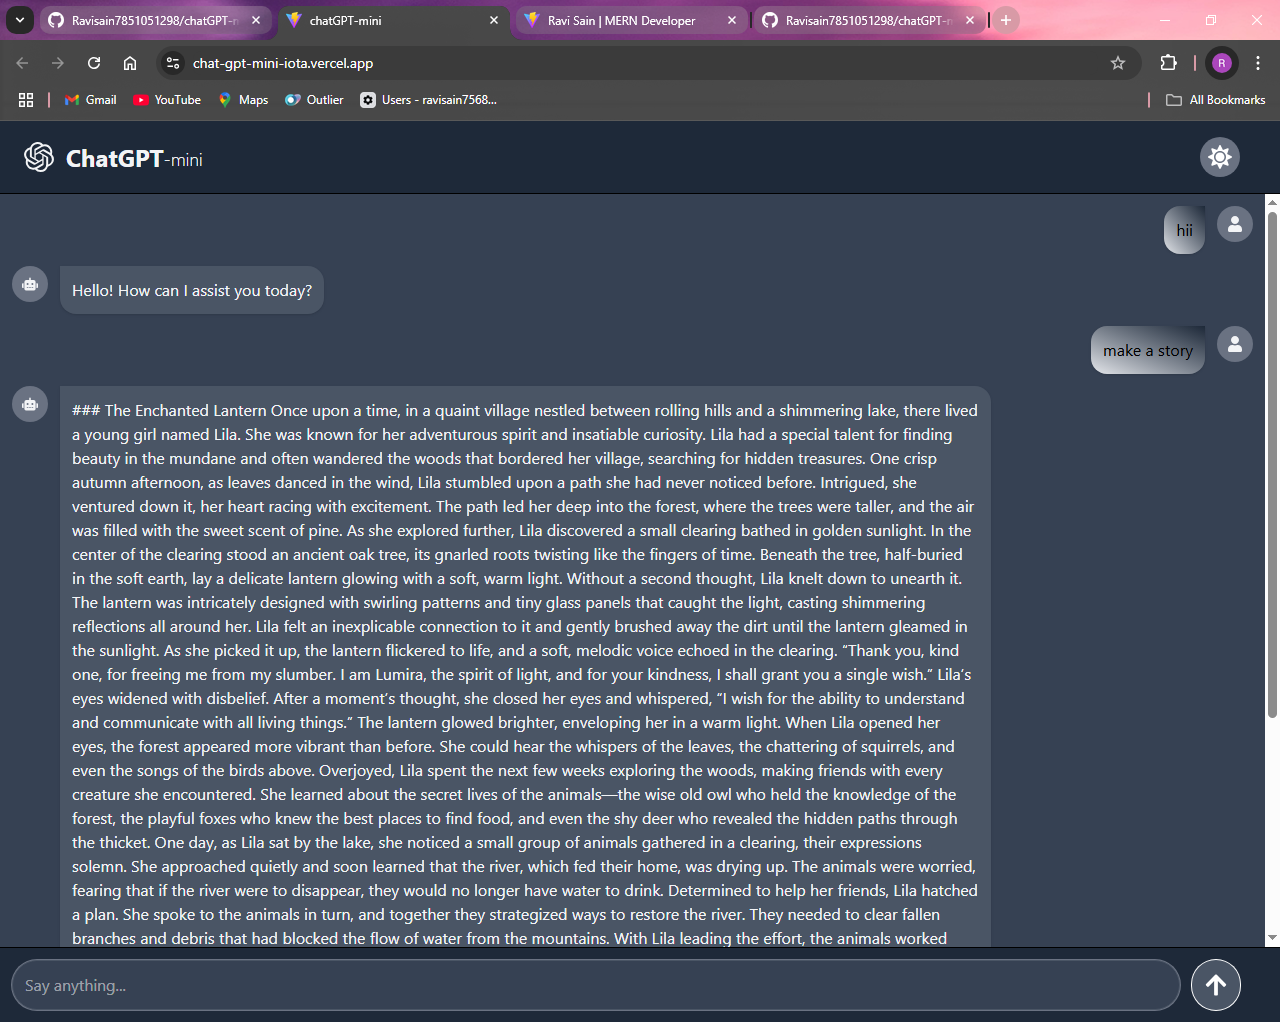 Ravisain7851051298/chatGPT-m
chatGPT-mini
Ravi Sain | MERN Developer
Ravisain7851051298/chatGPT-m
chat-gpt-mini-iota.vercel.app
R
Gmail
YouTube
Maps
Outlier
Users - ravisain7568...
All Bookmarks
ChatGPT-mini
hii
Hello! How can I assist you today?
make a story
### The Enchanted Lantern Once upon a time, in a quaint village nestled between rolling hills and a shimmering lake, there lived
a young girl named Lila. She was known for her adventurous spirit and insatiable curiosity. Lila had a special talent for finding
beauty in the mundane and often wandered the woods that bordered her village, searching for hidden treasures. One crisp
autumn afternoon, as leaves danced in the wind, Lila stumbled upon a path she had never noticed before. Intrigued, she
ventured down it, her heart racing with excitement. The path led her deep into the forest, where the trees were taller, and the air
was filled with the sweet scent of pine. As she explored further, Lila discovered a small clearing bathed in golden sunlight. In the
center of the clearing stood an ancient oak tree, its gnarled roots twisting like the fingers of time. Beneath the tree, half-buried
in the soft earth, lay a delicate lantern glowing with a soft, warm light. Without a second thought, Lila knelt down to unearth it.
The lantern was intricately designed with swirling patterns and tiny glass panels that caught the light, casting shimmering
reflections all around her. Lila felt an inexplicable connection to it and gently brushed away the dirt until the lantern gleamed in
the sunlight. As she picked it up, the lantern flickered to life, and a soft, melodic voice echoed in the clearing. “Thank you, kind
one, for freeing me from my slumber. I am Lumira, the spirit of light, and for your kindness, I shall grant you a single wish.” Lila’s
eyes widened with disbelief. After a moment’s thought, she closed her eyes and whispered, “I wish for the ability to understand
and communicate with all living things.” The lantern glowed brighter, enveloping her in a warm light. When Lila opened her
eyes, the forest appeared more vibrant than before. She could hear the whispers of the leaves, the chattering of squirrels, and
even the songs of the birds above. Overjoyed, Lila spent the next few weeks exploring the woods, making friends with every
creature she encountered. She learned about the secret lives of the animals—the wise old owl who held the knowledge of the
forest, the playful foxes who knew the best places to find food, and even the shy deer who revealed the hidden paths through
the thicket. One day, as Lila sat by the lake, she noticed a small group of animals gathered in a clearing, their expressions
solemn. She approached quietly and soon learned that the river, which fed their home, was drying up. The animals were worried,
fearing that if the river were to disappear, they would no longer have water to drink. Determined to help her friends, Lila hatched
a plan. She spoke to the animals in turn, and together they strategized ways to restore the river. They needed to clear fallen
branches and debris that had blocked the flow of water from the mountains. With Lila leading the effort, the animals worked
Say anything...